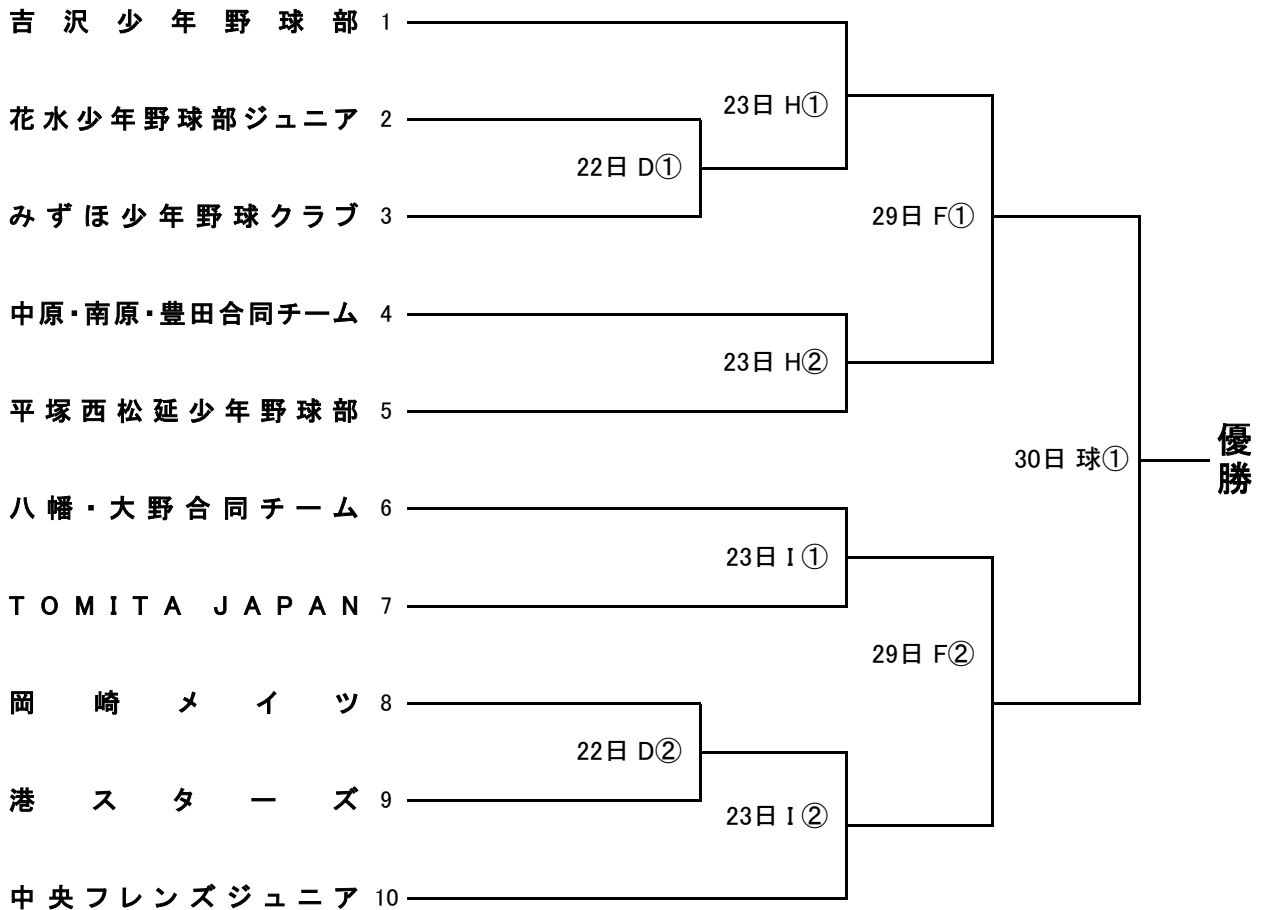 吉沢少年野球部 1
23日 H①
花水少年野球部ジュニア 2
22日 D①
みずほ少年野球クラブ 3
29日 F①
中原・南原・豊田合同チーム 4
23日 H②
平塚西松延少年野球部 5
優勝
30日 球①
八幡・大野合同チーム 6
23日 I①
TOMITA JAPAN 7
29日 F②
岡崎メイツ 8
22日 D②
港スターズ 9
23日 I②
中央フレンズジュニア 10